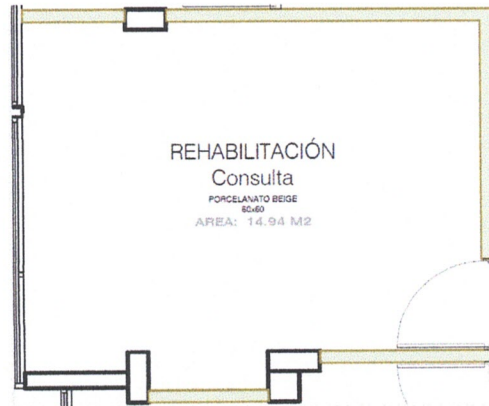 REHABILITACIÓN
Consulta
PORCELANATO BEIGE
60x60
AREA: 14.94 M2